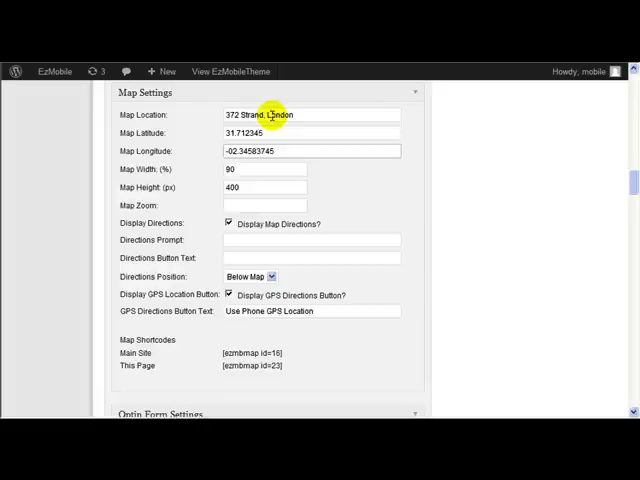 EzMobile 3 + New View EzMobileTheme Howdy, mobile
Map Settings
Map Location: 372 Strand, London
Map Latitude: 31.712345
Map Longitude: -02.34583745
Map Width: (%) 90
Map Height: (px) 400
Map Zoom:
Display Directions: Display Map Directions?
Directions Prompt:
Directions Button Text:
Directions Position: Below Map
Display GPS Location Button: Display GPS Directions Button?
GPS Directions Button Text: Use Phone GPS Location
Map Shortcodes
Main Site [ezmbmap id=16]
This Page [ezmbmap id=23]
Optin Form Settings...